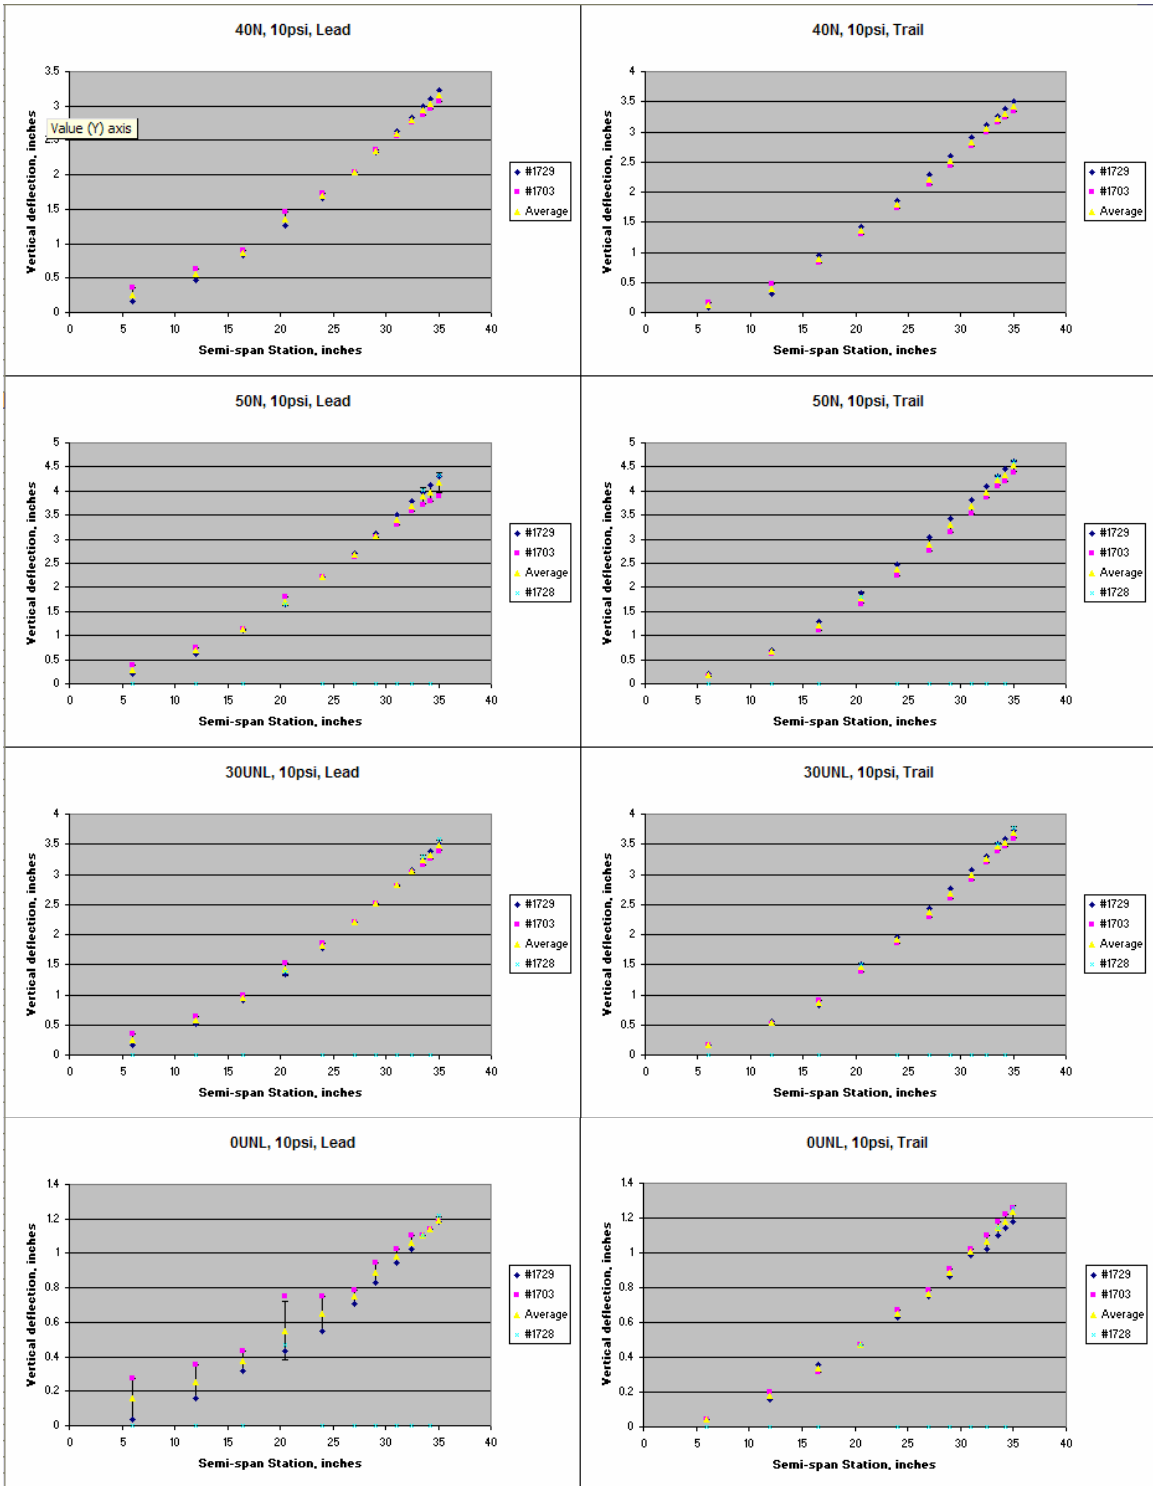 40N, 10psi, Lead
Vertical deflection, inches
3.5
3
2.5
2
1.5
1
0.5
0
Value (Y) axis
0 5 10 15 20 25 30 35 40
Semi-span Station, inches
#1729
#1703
Average
40N, 10psi, Trail
Vertical deflection, inches
4
3.5
3
2.5
2
1.5
1
0.5
0
0 5 10 15 20 25 30 35 40
Semi-span Station, inches
#1729
#1703
Average
50N, 10psi, Lead
Vertical deflection, inches
5
4.5
4
3.5
3
2.5
2
1.5
1
0.5
0
0 5 10 15 20 25 30 35 40
Semi-span Station, inches
#1729
#1703
Average
#1728
50N, 10psi, Trail
Vertical deflection, inches
5
4.5
4
3.5
3
2.5
2
1.5
1
0.5
0
0 5 10 15 20 25 30 35 40
Semi-span Station, inches
#1729
#1703
Average
#1728
30UNL, 10psi, Lead
Vertical deflection, inches
4
3.5
3
2.5
2
1.5
1
0.5
0
0 5 10 15 20 25 30 35 40
Semi-span Station, inches
#1729
#1703
Average
#1728
30UNL, 10psi, Trail
Vertical deflection, inches
4
3.5
3
2.5
2
1.5
1
0.5
0
0 5 10 15 20 25 30 35 40
Semi-span Station, inches
#1729
#1703
Average
#1728
0UNL, 10psi, Lead
Vertical deflection, inches
1.4
1.2
1
0.8
0.6
0.4
0.2
0
0 5 10 15 20 25 30 35 40
Semi-span Station, inches
#1729
#1703
Average
#1728
0UNL, 10psi, Trail
Vertical deflection, inches
1.4
1.2
1
0.8
0.6
0.4
0.2
0
0 5 10 15 20 25 30 35 40
Semi-span Station, inches
#1729
#1703
Average
#1728